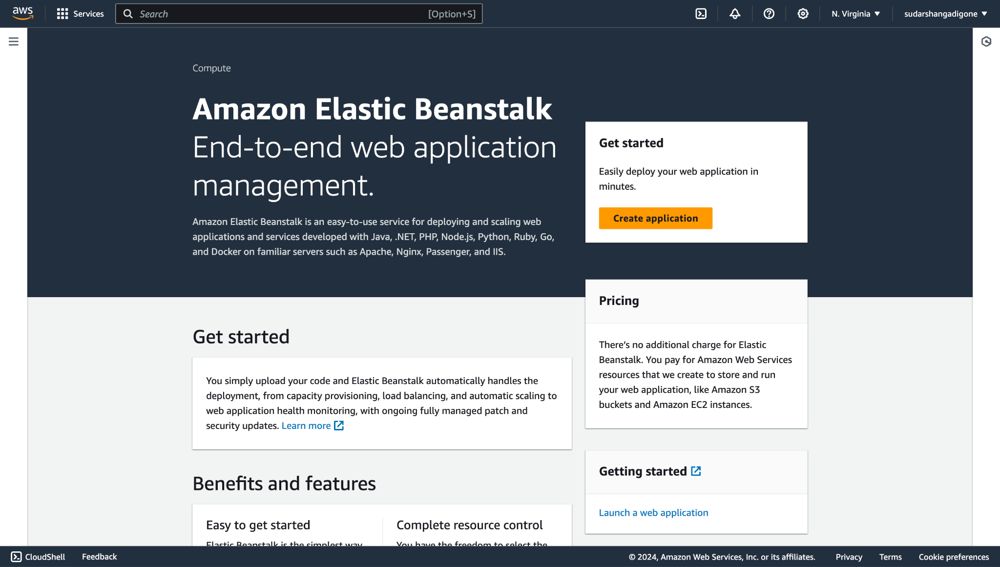 aws
Services
Search
[Option+S]
N. Virginia
sudarshangadigone
Compute
Amazon Elastic Beanstalk
End-to-end web application
management.
Amazon Elastic Beanstalk is an easy-to-use service for deploying and scaling web
applications and services developed with Java, .NET, PHP, Node.js, Python, Ruby, Go,
and Docker on familiar servers such as Apache, Nginx, Passenger, and IIS.
Get started
Easily deploy your web application in
minutes.
Create application
Pricing
There's no additional charge for Elastic
Beanstalk. You pay for Amazon Web Services
resources that we create to store and run
your web application, like Amazon S3
buckets and Amazon EC2 instances.
Get started
You simply upload your code and Elastic Beanstalk automatically handles the
deployment, from capacity provisioning, load balancing, and automatic scaling to
web application health monitoring, with ongoing fully managed patch and
security updates. Learn more
Getting started
Launch a web application
Benefits and features
Easy to get started
Elastic Beanstalk is the simplest way
Complete resource control
You have the freedom to select the
CloudShell
Feedback
© 2024, Amazon Web Services, Inc. or its affiliates.
Privacy
Terms
Cookie preferences